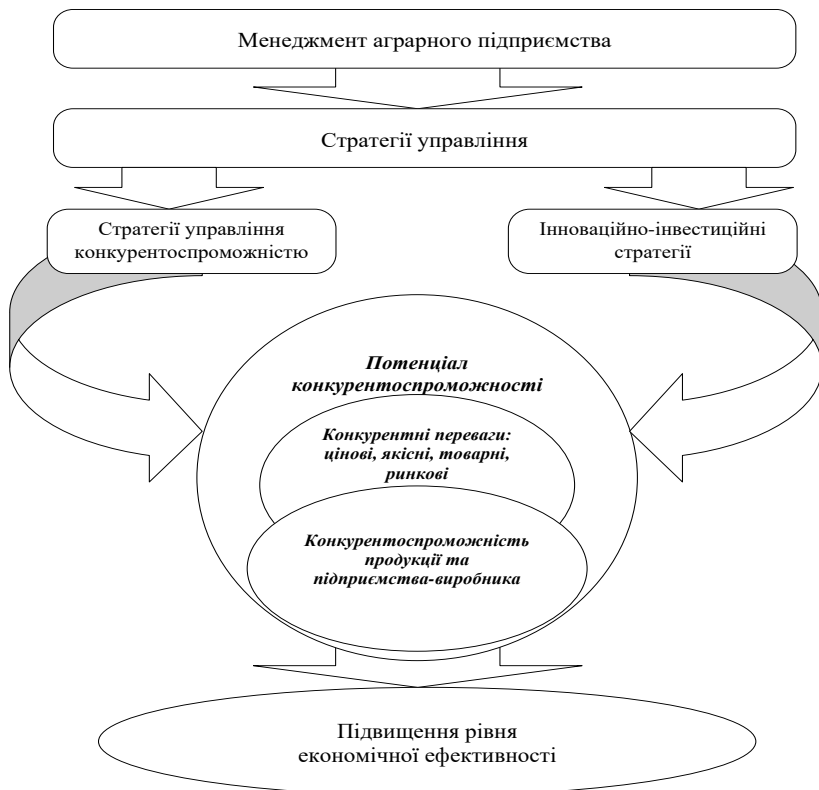 Менеджмент аграрного підприємства
Стратегії управління
Стратегії управління
конкурентоспроможністю
Інноваційно-інвестиційні
стратегії
Потенціал
конкурентоспроможності
Конкурентні переваги:
цінові, якісні, товарні,
ринкові
Конкурентоспроможність
продукції та
підприємства-виробника
Підвищення рівня
економічної ефективності